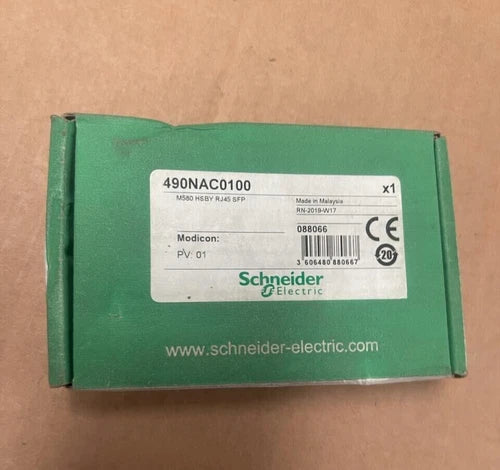 490NAC0100 x1
M580 HSBY RJ45 SFP
Made in Malaysia
RN-2019-W17
088066
Modicon:
PV: 01
CE
20
3 606480 880667
Schneider
Electric
www.schneider-electric.com